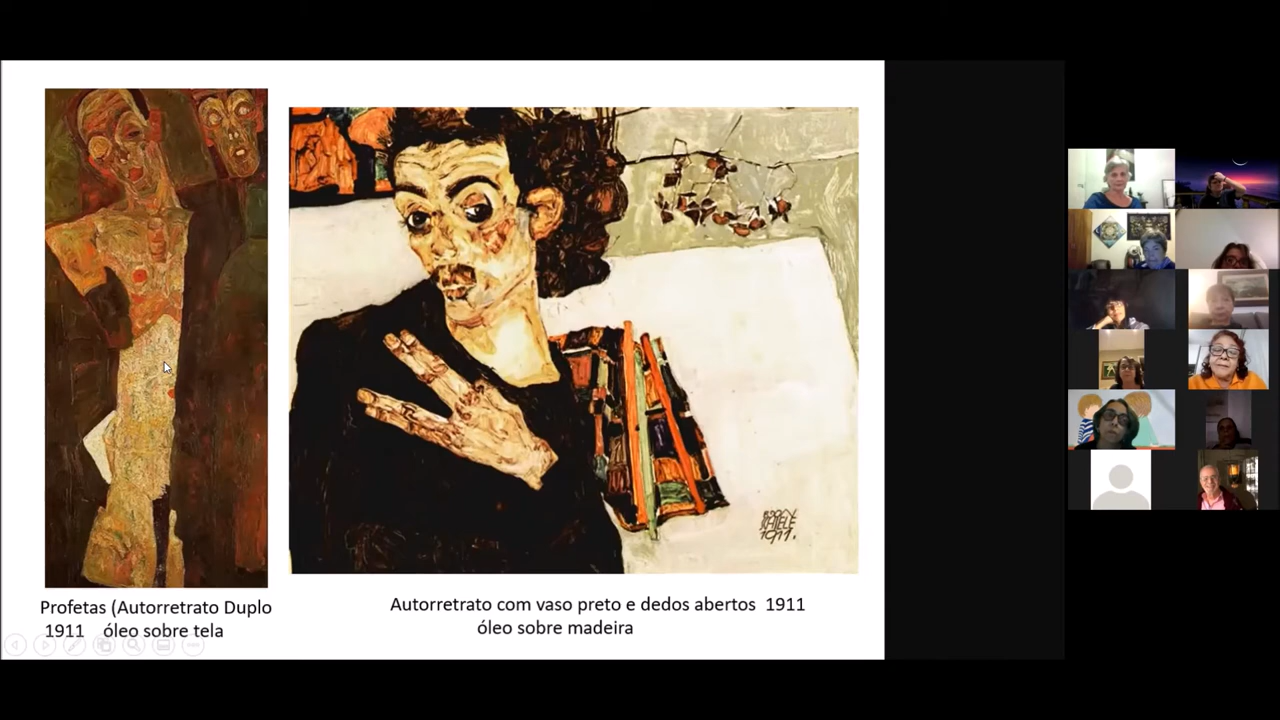 Profetas (Autorretrato Duplo
1911 óleo sobre tela
Autorretrato com vaso preto e dedos abertos 1911
óleo sobre madeira
SCHIELE
1911.